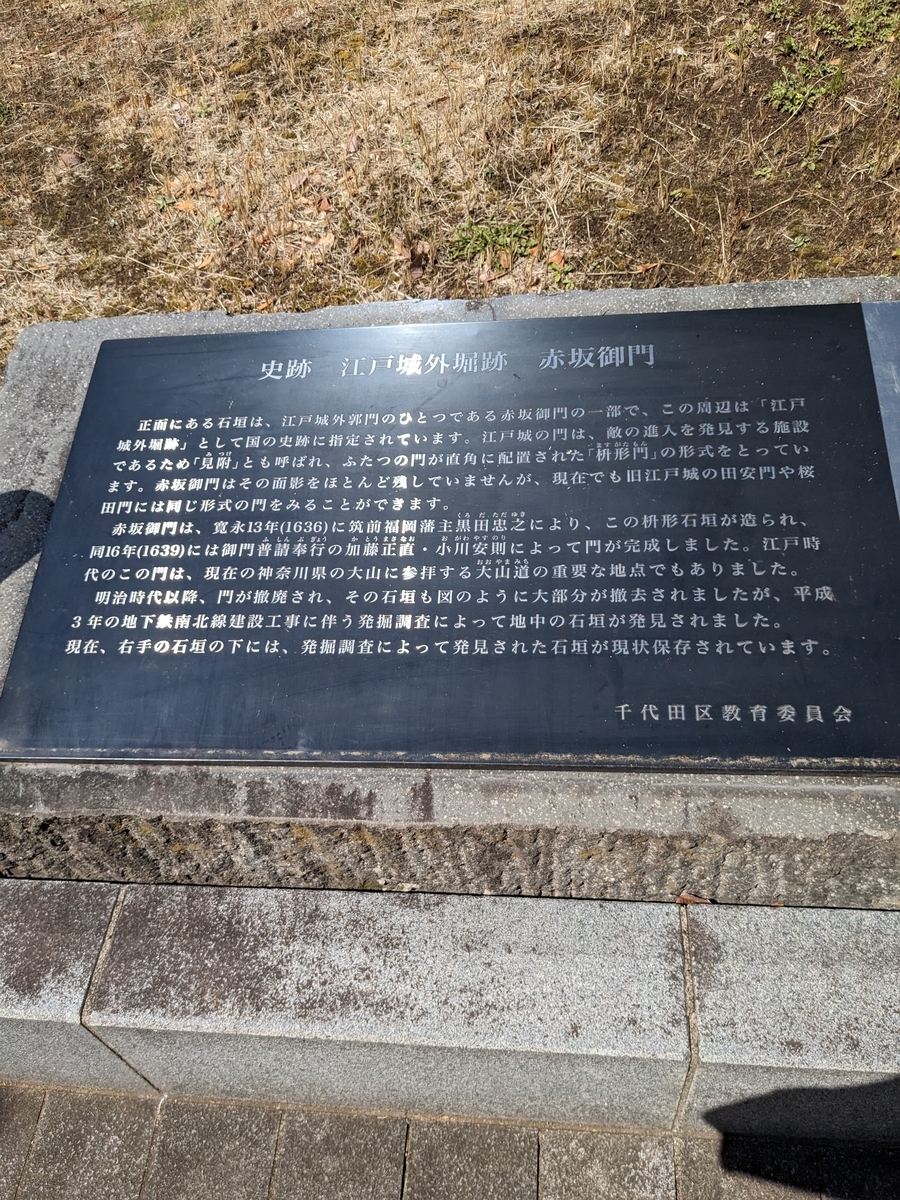 史跡 江戸城外堀跡 赤坂御門
正面にある石垣は、江戸城外郭門のひとつである赤坂御門の一部で、この周辺は「江戸
城外堀跡」として国の史跡に指定されています。江戸城の門は、敵の進入を発見する施設
であるため「見附」とも呼ばれ、ふたつの門が直角に配置された「枡形門」の形式をとってい
ます。赤坂御門はその面影をほとんど残していませんが、現在でも旧江戸城の田安門や桜
田門には同じ形式の門をみることができます。
赤坂御門は、寛永13年(1636)に筑前福岡藩主黒田忠之により、この枡形石垣が造られ、
同16年(1639)には御門普請奉行の加藤正直・小川安則によって門が完成しました。江戸時
代のこの門は、現在の神奈川県の大山に参拝する大山道の重要な地点でもありました。
明治時代以降、門が撤廃され、その石垣も図のように大部分が撤去されましたが、平成
3年の地下鉄南北線建設工事に伴う発掘調査によって地中の石垣が発見されました。
現在、右手の石垣の下には、発掘調査によって発見された石垣が現状保存されています。
千代田区教育委員会